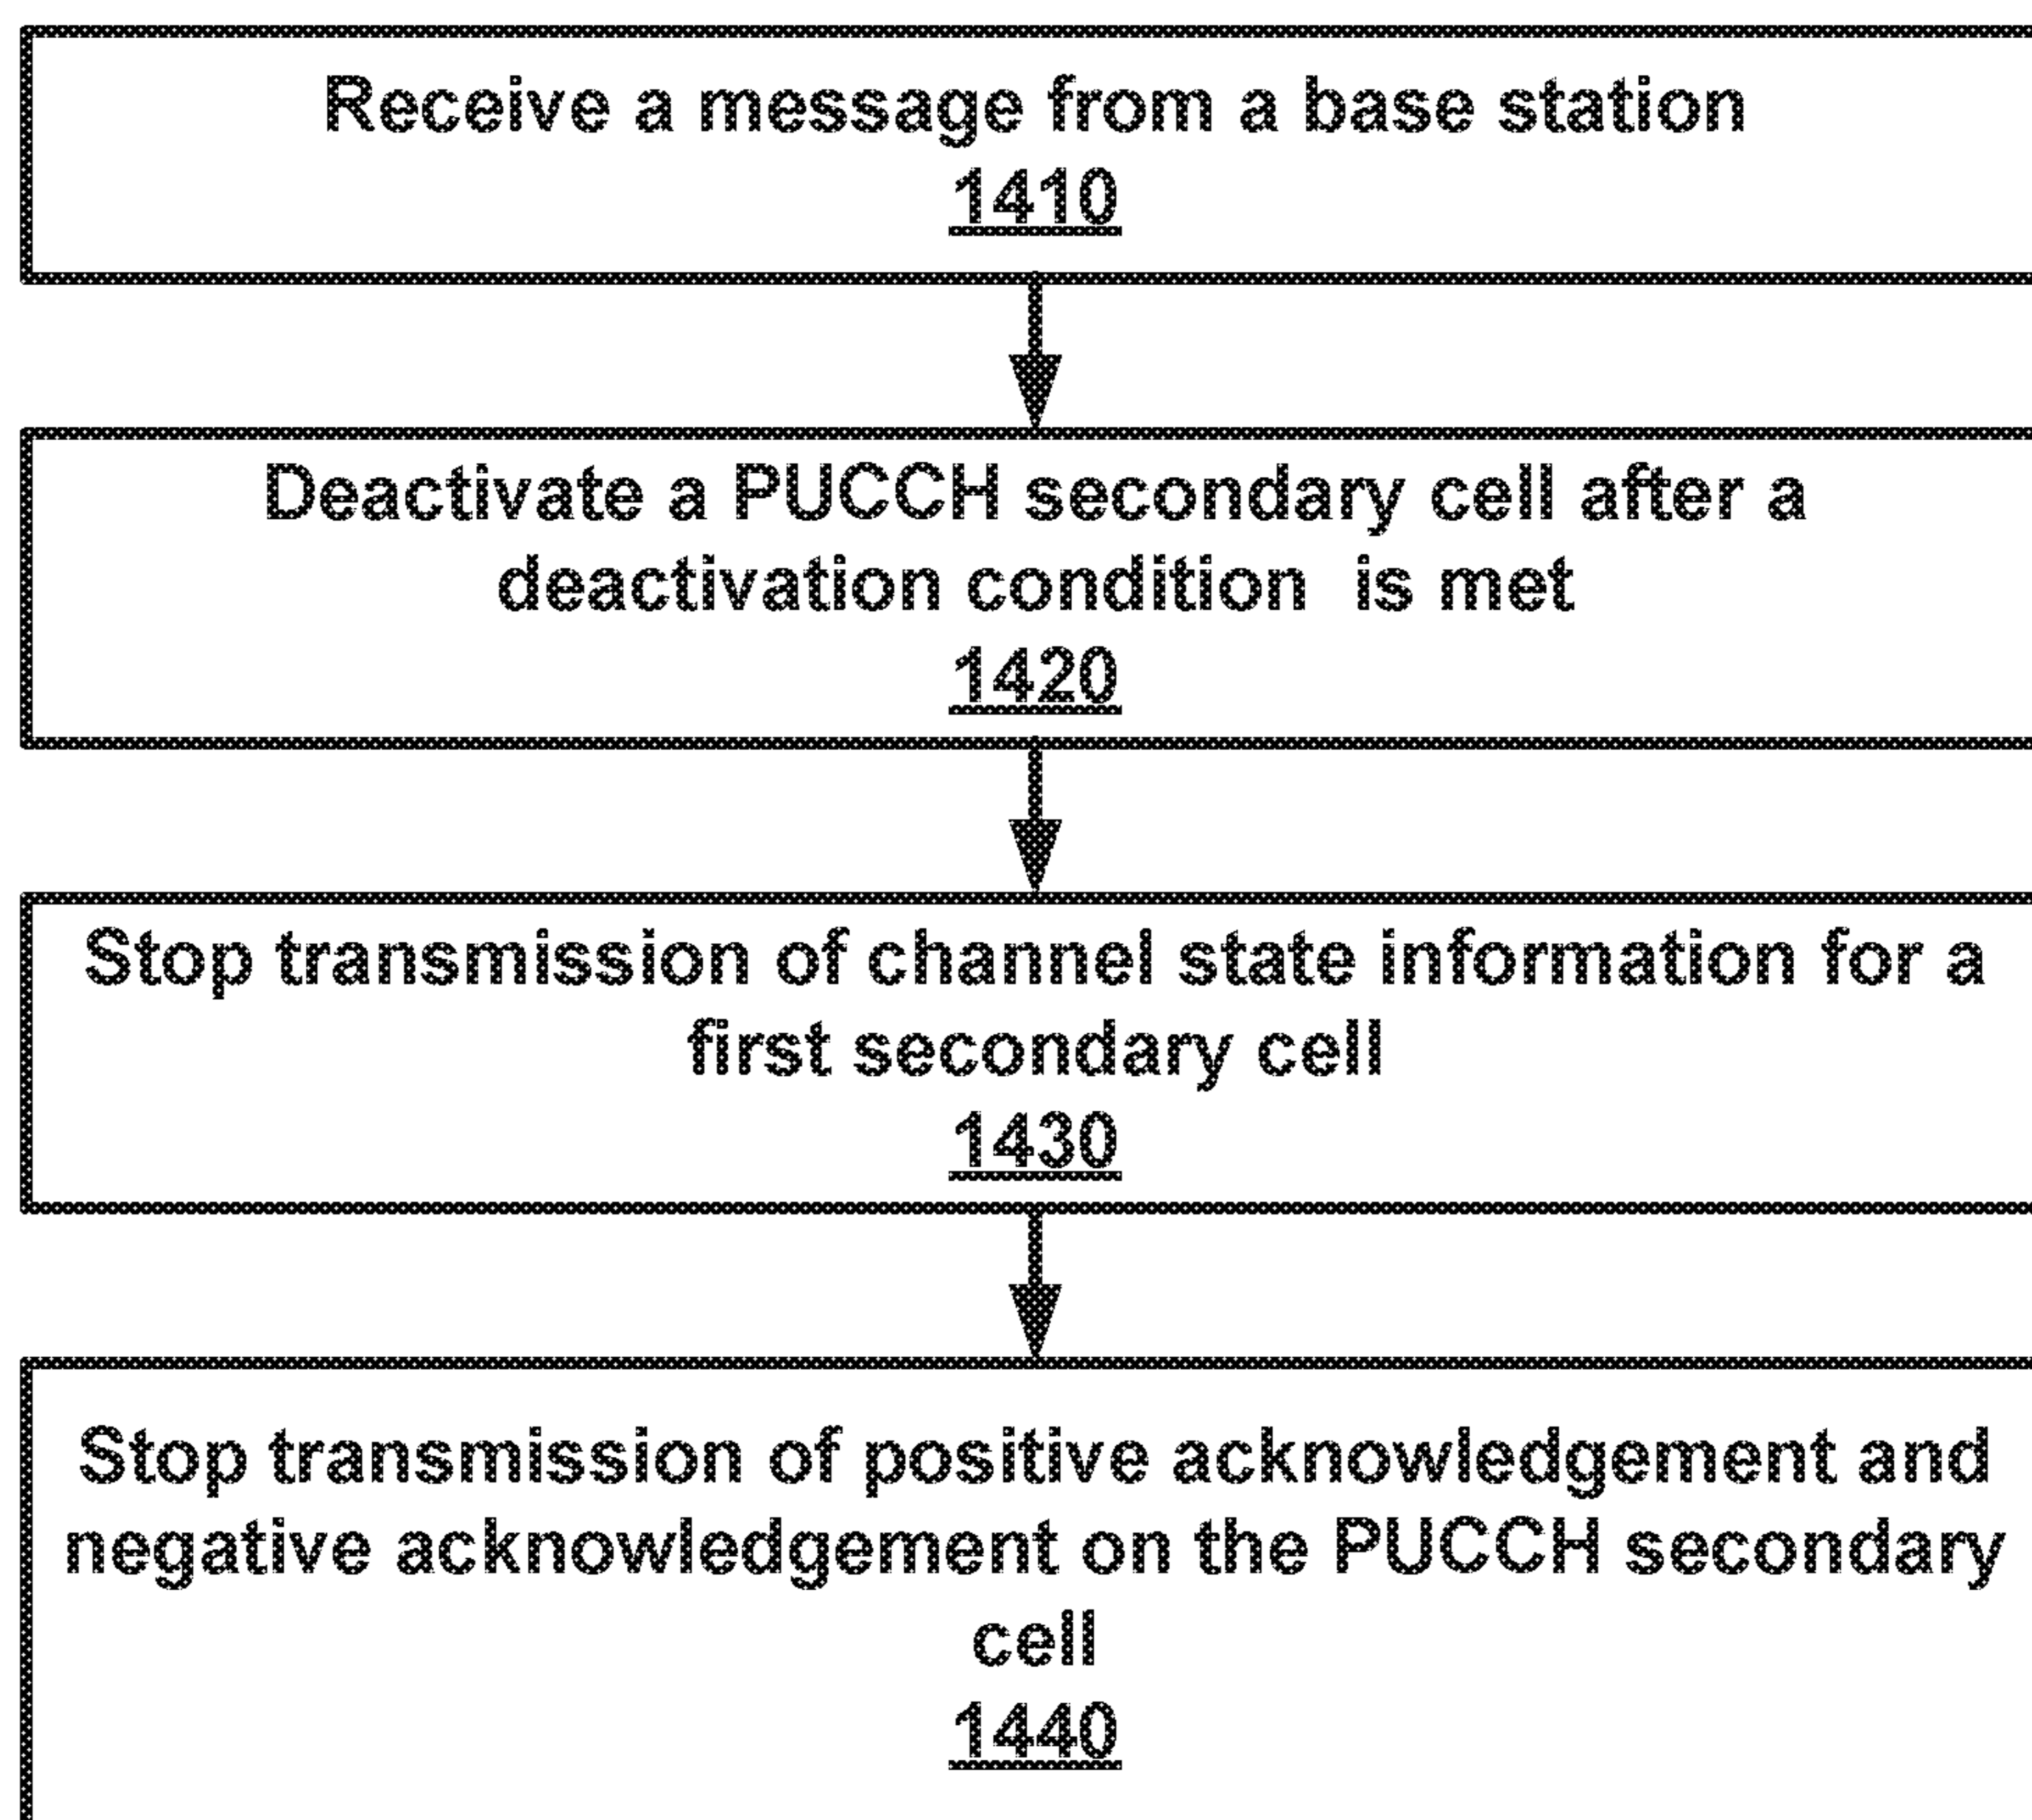 Receive a message from a base station
1410
Deactivate a PUCCH secondary cell after a
deactivation condition  is met
1420
Stop transmission of channel state information for a
first secondary cell
1430
Stop transmission of positive acknowledgement and
negative acknowledgement on the PUCCH secondary
cell
1440